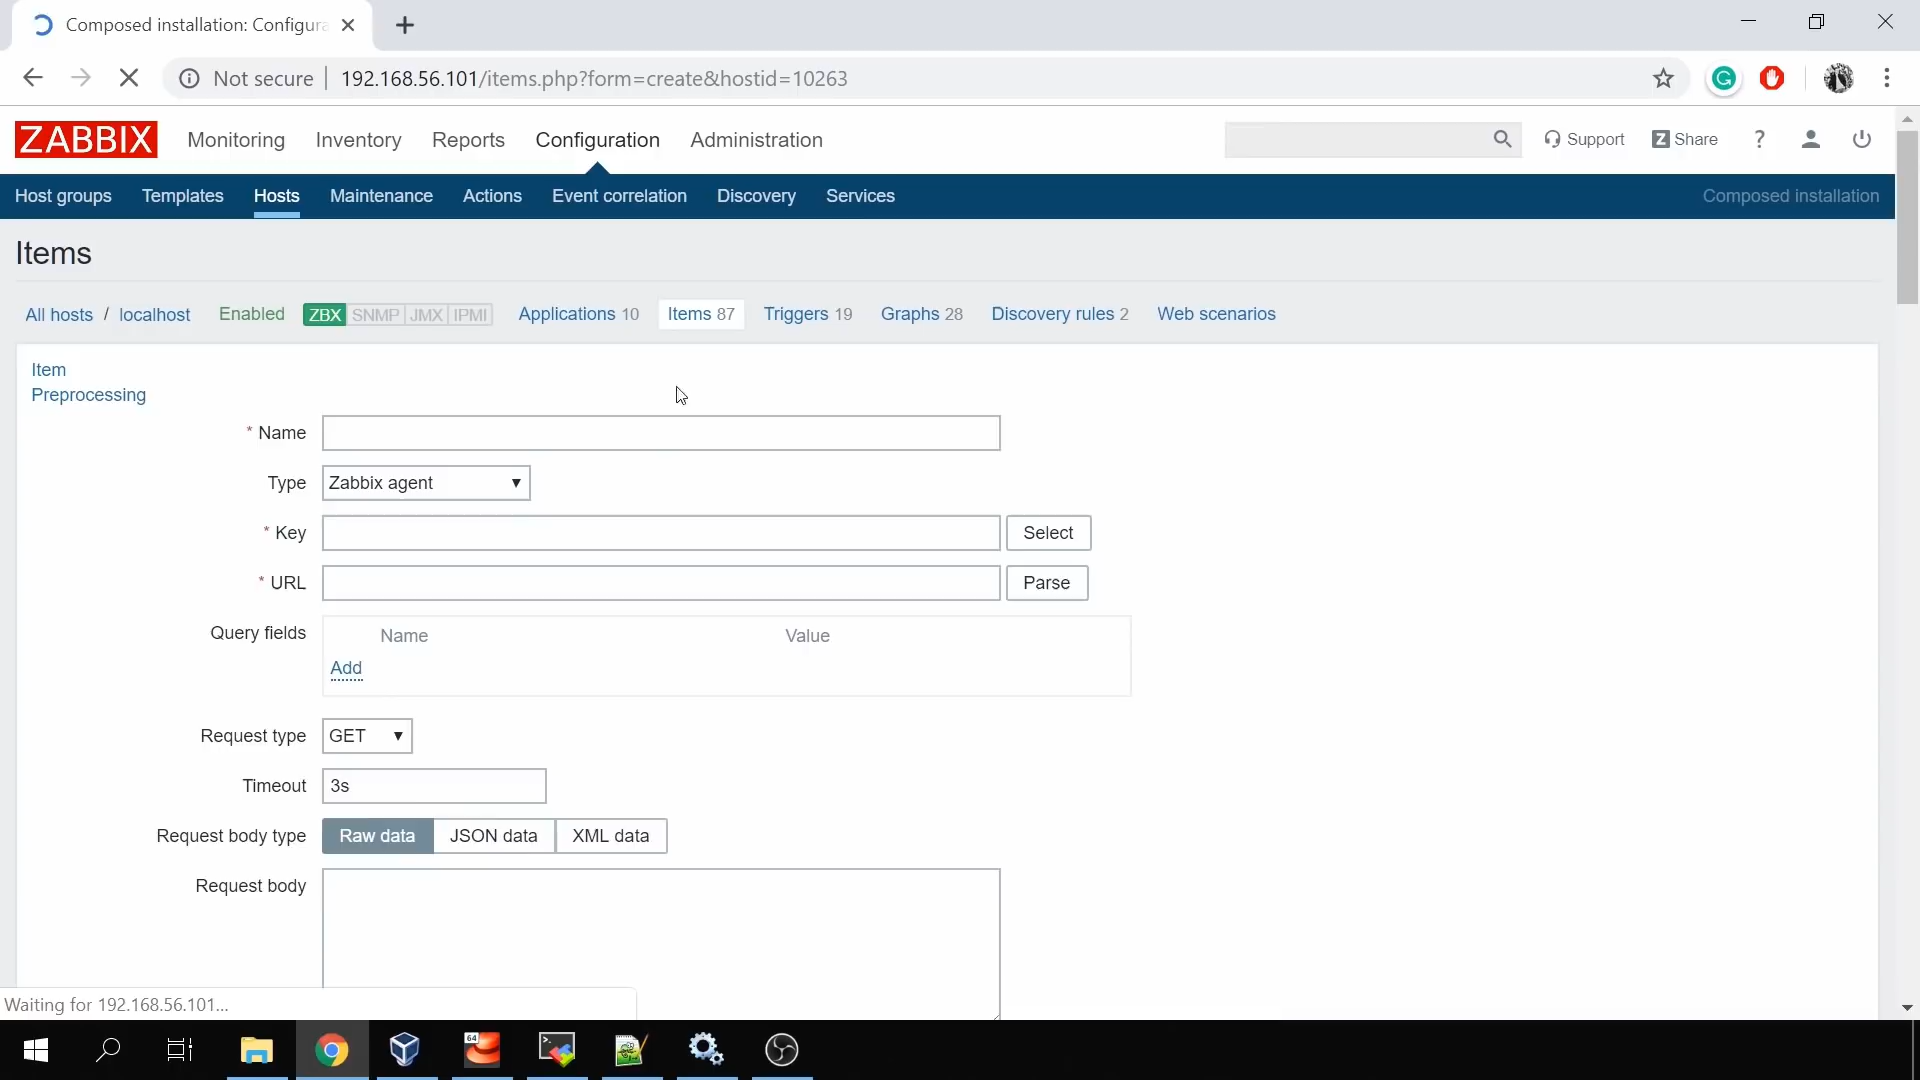 Composed installation: Configura
Not secure 192.168.56.101/items.php?form=create&hostid=10263
ZABBIX Monitoring Inventory Reports Configuration Administration Support Z Share ?
Host groups Templates Hosts Maintenance Actions Event correlation Discovery Services Composed installation
Items
All hosts / localhost Enabled ZBX SNMP JMX IPMI Applications 10 Items 87 Triggers 19 Graphs 28 Discovery rules 2 Web scenarios
Item
Preprocessing
* Name
Type Zabbix agent
* Key Select
* URL Parse
Query fields Name Value
Add
Request type GET
Timeout 3s
Request body type Raw data JSON data XML data
Request body
Waiting for 192.168.56.101...
64